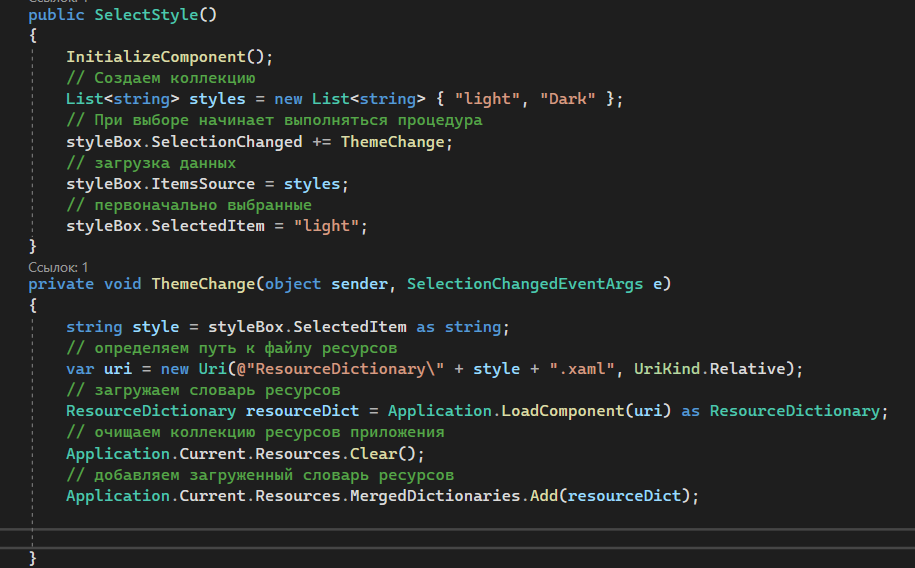 public SelectStyle()
{
InitializeComponent();
// Создаем коллекцию
List<string> styles = new List<string> { "light", "Dark" };
// При выборе начинает выполняться процедура
styleBox.SelectionChanged += ThemeChange;
// загрузка данных
styleBox.ItemsSource = styles;
// первоначально выбранные
styleBox.SelectedItem = "light";
}
Ссылок: 1
private void ThemeChange(object sender, SelectionChangedEventArgs e)
{
string style = styleBox.SelectedItem as string;
// определяем путь к файлу ресурсов
var uri = new Uri(@"ResourceDictionary\" + style + ".xaml", UriKind.Relative);
// загружаем словарь ресурсов
ResourceDictionary resourceDict = Application.LoadComponent(uri) as ResourceDictionary;
// очищаем коллекцию ресурсов приложения
Application.Current.Resources.Clear();
// добавляем загруженный словарь ресурсов
Application.Current.Resources.MergedDictionaries.Add(resourceDict);
}